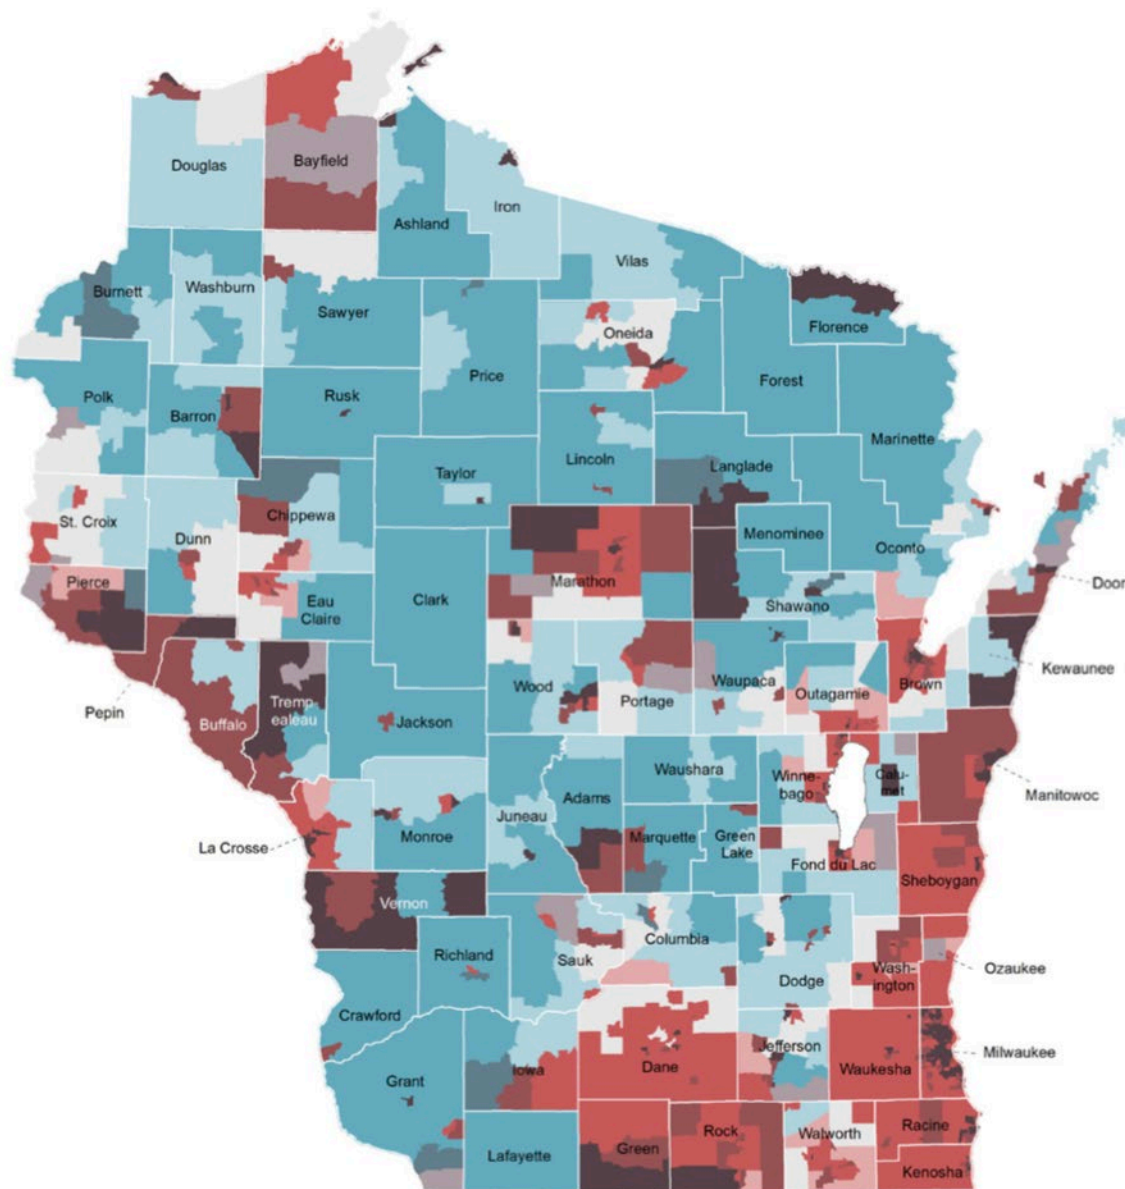 Douglas
Bayfield
Iron
Ashland
Vilas
Burnett
Washburn
Sawyer
Florence
Oneida
Forest
Price
Polk
Rusk
Barron
Marinette
Lincoln
Langlade
Taylor
Chippewa
St. Croix
Menominee
Dunn
Oconto
Pierce
Marathon
Door
Clark
Eau
Claire
Shawano
Kewaunee
Waupaca
Brown
Wood
Outagamie
Portage
Pepin
Tremp-
ealeau
Buffalo
Jackson
Waushara
Winne-
bago
Calu-
met
Manitowoc
Adams
Juneau
Monroe
Marquette
Green
Lake
La Crosse
Fond du Lac
Sheboygan
Vernon
Columbia
Richland
Sauk
Ozaukee
Wash-
ington
Dodge
Crawford
Jefferson
Milwaukee
Iowa
Dane
Waukesha
Grant
Rock
Racine
Walworth
Green
Lafayette
Kenosha